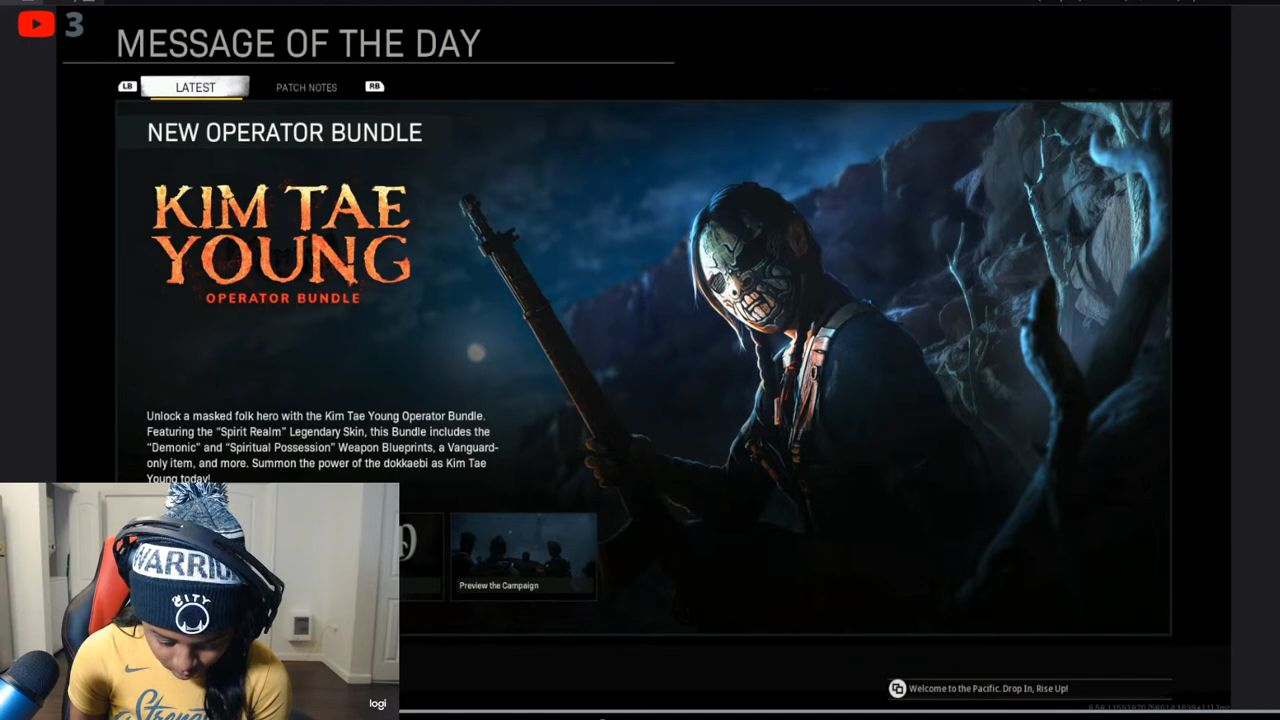 3
MESSAGE OF THE DAY
LB
LATEST
PATCH NOTES
RB
NEW OPERATOR BUNDLE
KIM TAE
YOUNG
OPERATOR BUNDLE
Unlock a masked folk hero with the Kim Tae Young Operator Bundle.
Featuring the “Spirit Realm” Legendary Skin, this Bundle includes the
“Demonic” and “Spiritual Possession” Weapon Blueprints, a Vanguard-
only item, and more. Summon the power of the dokkaebi as Kim Tae
Young today!
Preview the Campaign
WARRIO
CITY
logi
Welcome to the Pacific. Drop In, Rise Up!